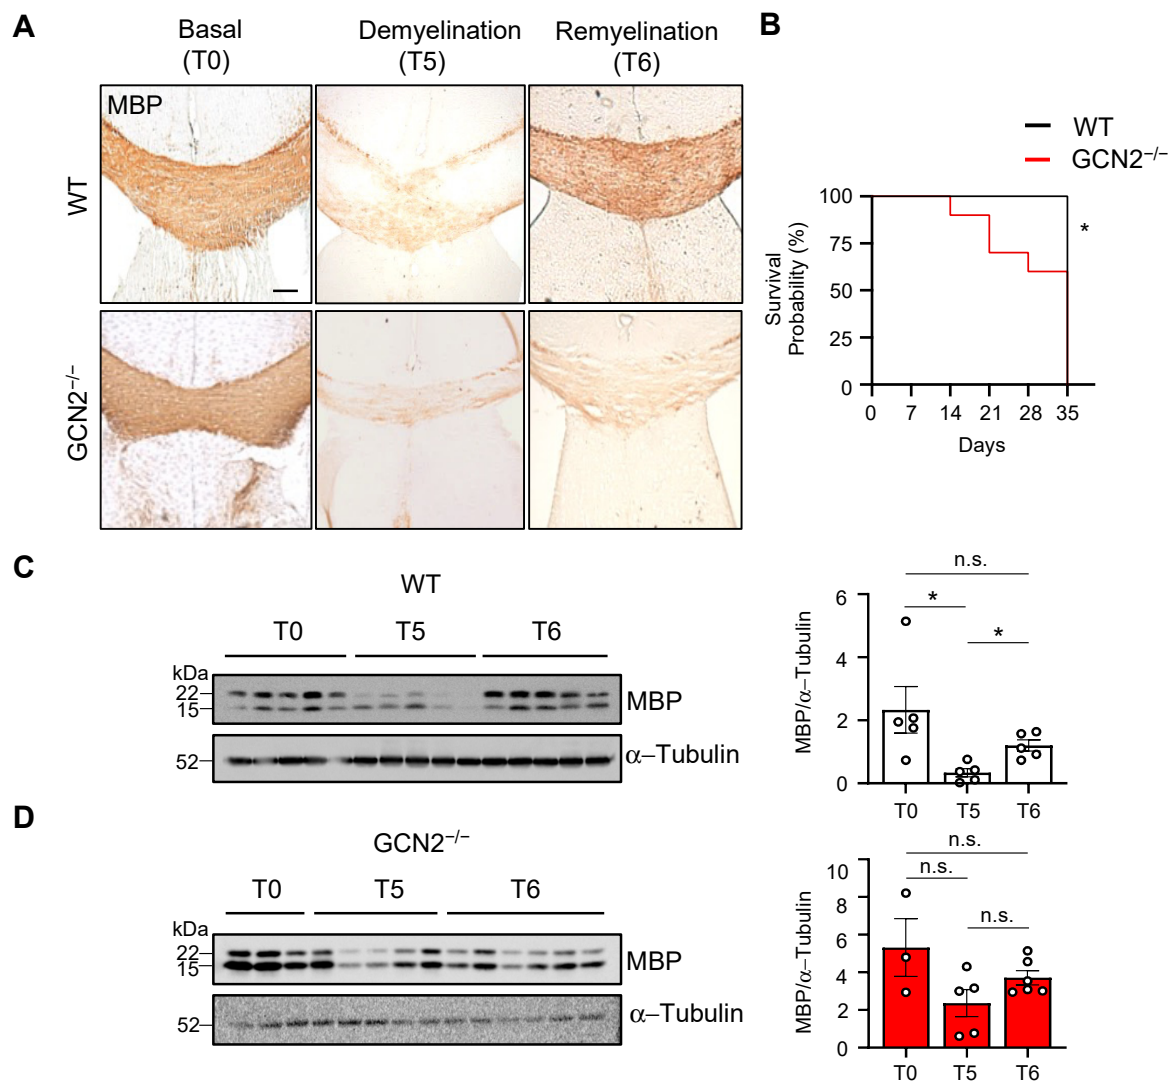 A
Basal
(T0)
Demyelination
(T5)
Remyelination
(T6)
MBP
WT
GCN2−/−
B
WT
GCN2−/−
Survival
Probability (%)
100
75
50
25
0
*
0 7 14 21 28 35
Days
C
WT
T0 T5 T6
kDa
22
15
MBP
52
α−Tubulin
n.s.
*
*
MBP/α−Tubulin
6
4
2
0
T0 T5 T6
D
GCN2−/−
T0 T5 T6
kDa
22
15
MBP
52
α−Tubulin
n.s.
n.s.
n.s.
MBP/α−Tubulin
10
8
6
4
2
0
T0 T5 T6